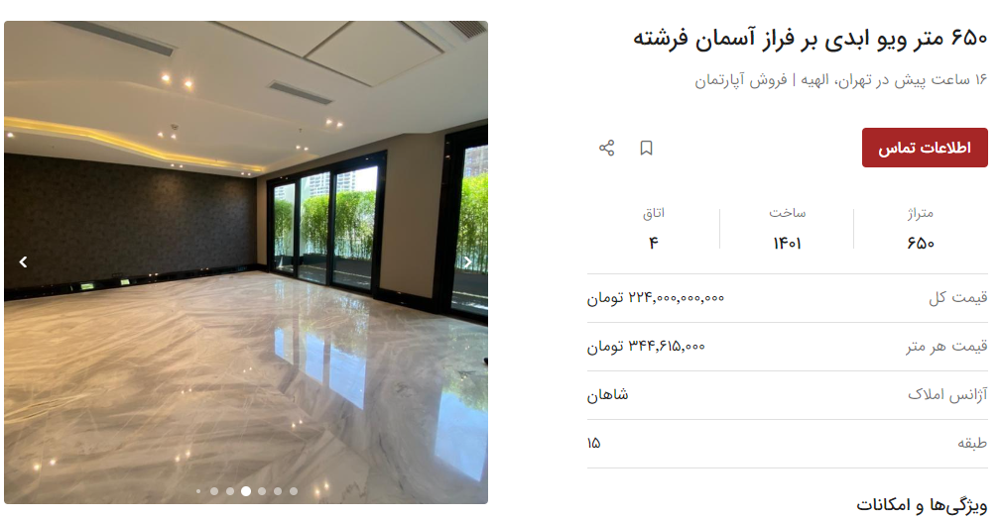 ۶۵۰ متر ویو ابدی بر فراز آسمان فرشته
۱۶ ساعت پیش در تهران، الهیه | فروش آپارتمان
اطلاعات تماس
متراژ
۶۵۰
ساخت
۱۴۰۱
اتاق
۴
قیمت کل
۲۲۴٬۰۰۰٬۰۰۰٬۰۰۰ تومان
قیمت هر متر
۳۴۴٬۶۱۵٬۰۰۰ تومان
آژانس املاک
شاهان
طبقه
۱۵
ویژگی‌ها و امکانات